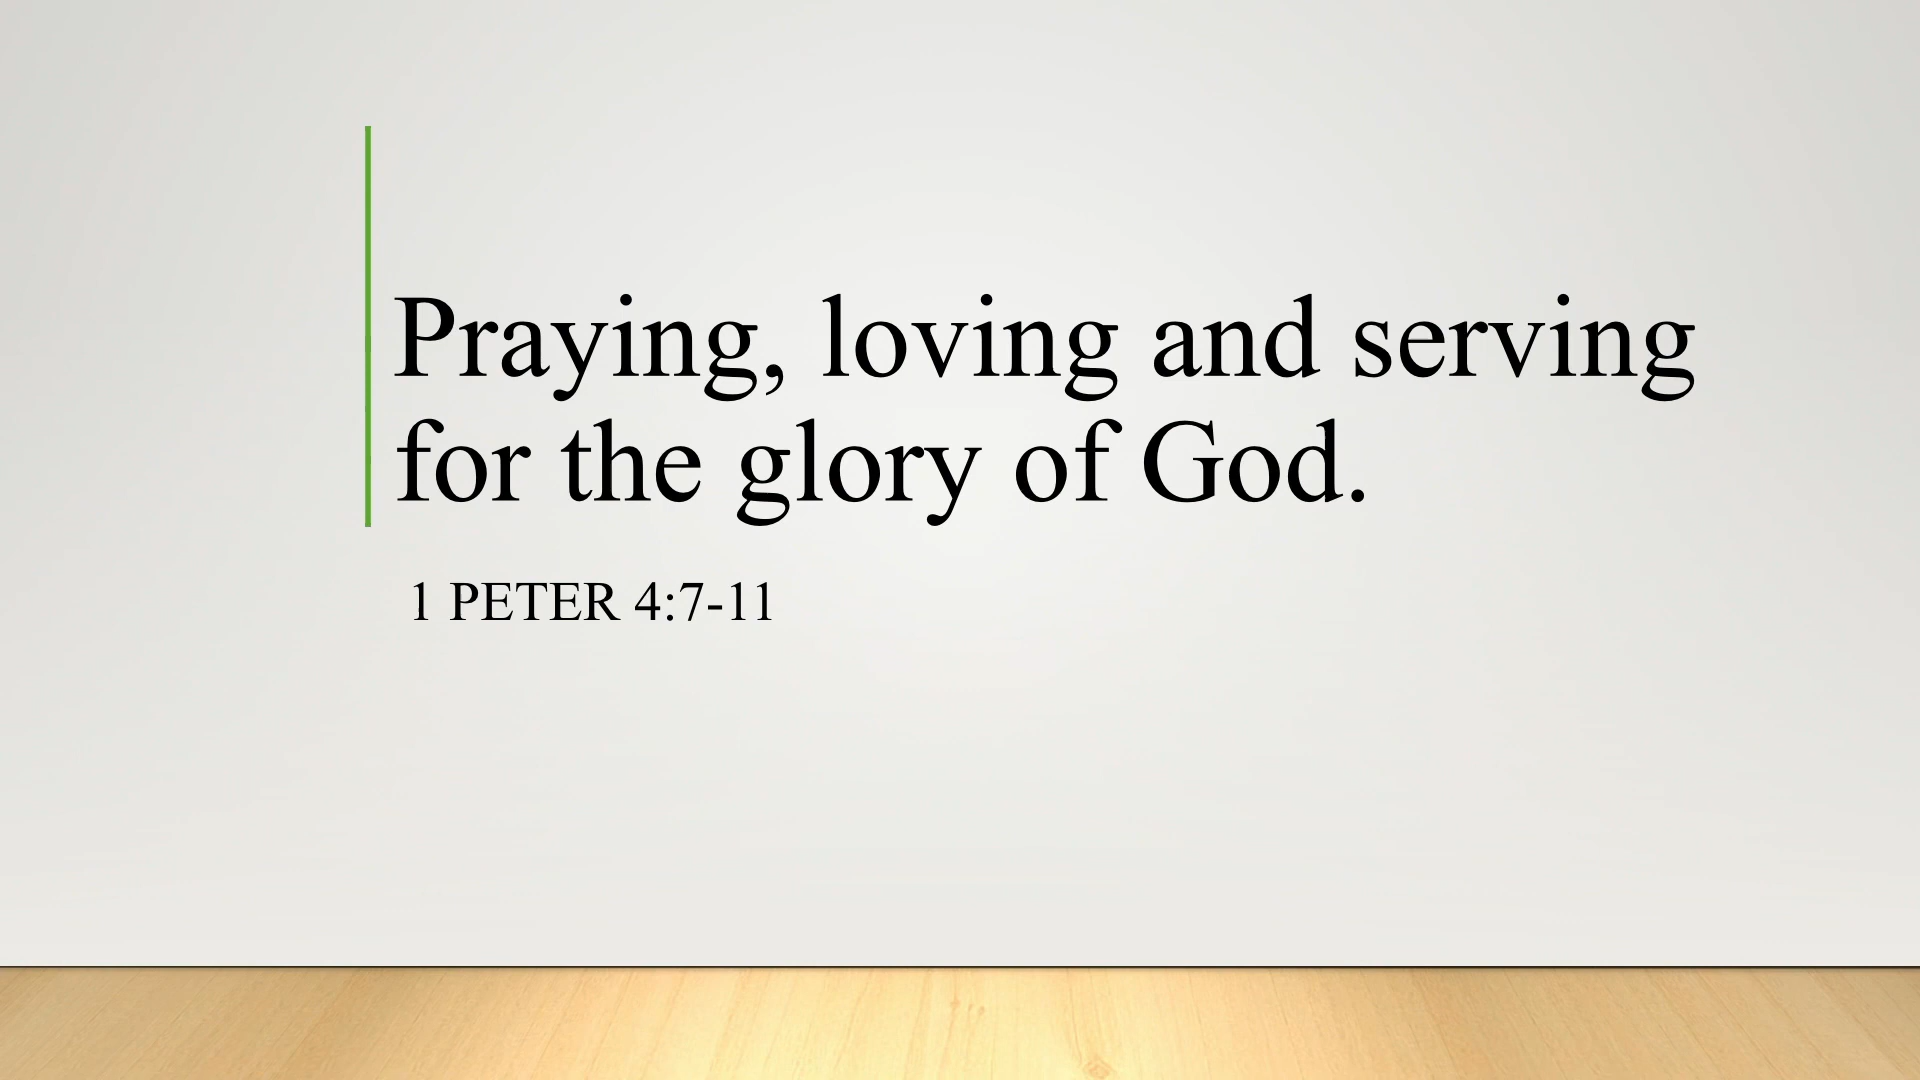 Praying, loving and serving
for the glory of God.
1 PETER 4:7-11